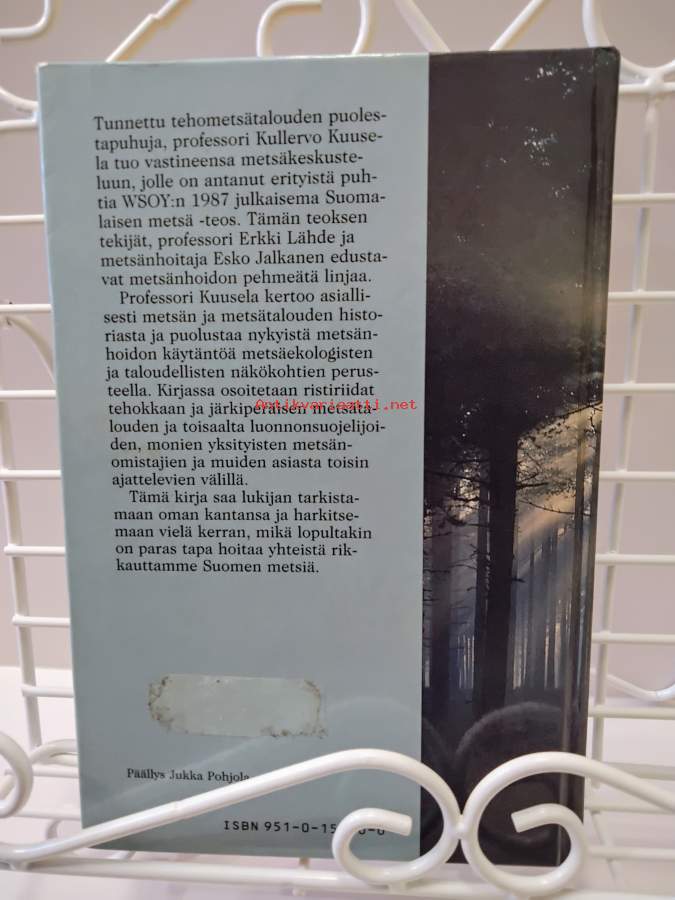 Tunnettu tehometsätalouden puoles-
tapuhuja, professori Kullervo Kuuse-
la tuo vastineensa metsäkeskuste-
luun, jolle on antanut erityistä puh-
tia WSOY:n 1987 julkaisema Suoma-
laisen metsä -teos. Tämän teoksen
tekijät, professori Erkki Lähde ja
metsänhoitaja Esko Jalkanen edusta-
vat metsänhoidon pehmeätä linjaa.
Professori Kuusela kertoo asialli-
sesti metsän ja metsätalouden histo-
riasta ja puolustaa nykyistä metsän-
hoidon käytäntöä metsäekologisten
ja taloudellisten näkökohtien perus-
teella. Kirjassa osoitetaan ristiriidat
tehokkaan ja järkiperäisen metsäta-
louden ja toisaalta luonnonsuojelijoi-
den, monien yksityisten metsän-
omistajien ja muiden asiasta toisin
ajattelevien välillä.
Tämä kirja saa lukijan tarkista-
maan oman kantansa ja harkitse-
maan vielä kerran, mikä lopultakin
on paras tapa hoitaa yhteistä rik-
kauttamme Suomen metsiä.
Antikvariaatti.net
Päällys Jukka Pohjola
ISBN 951-0-15